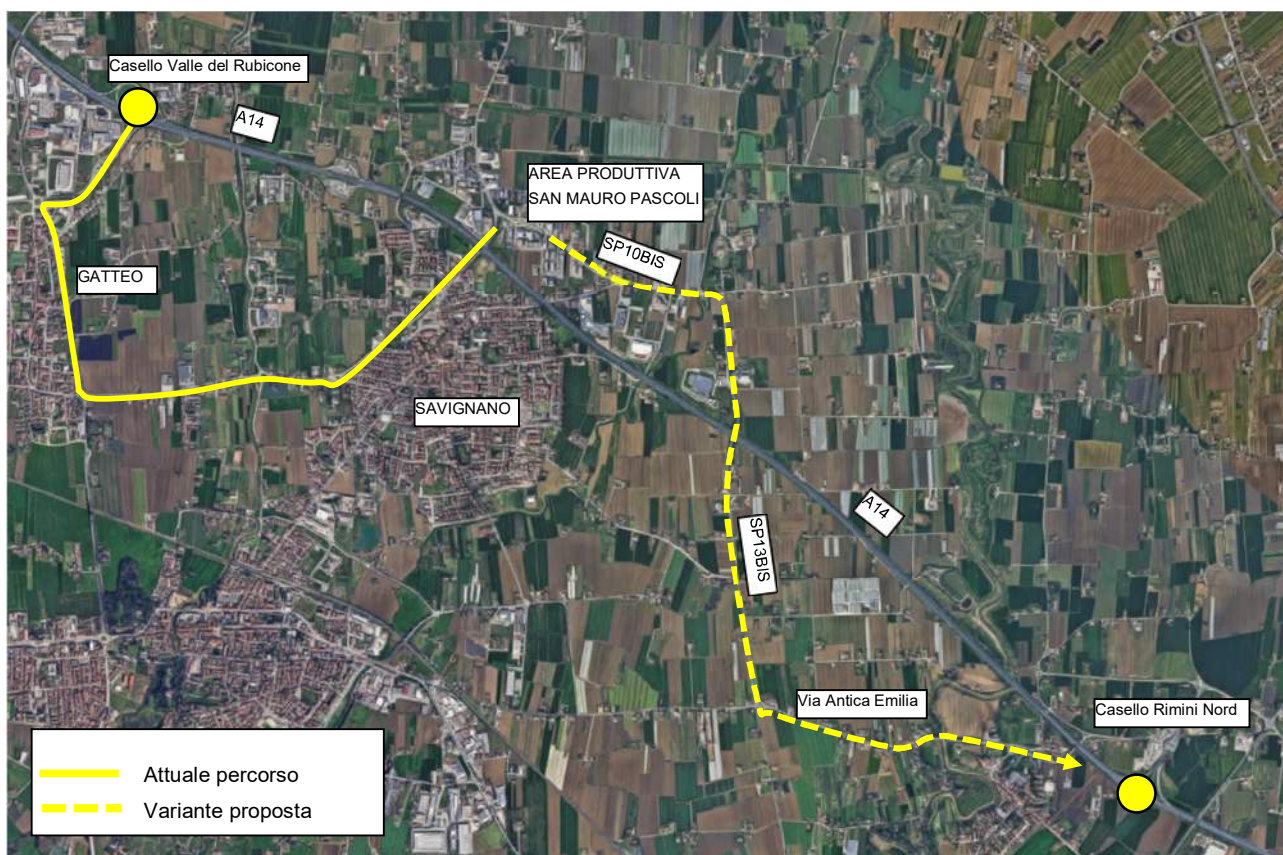 Casello Valle del Rubicone
A14
AREA PRODUTTIVA
SAN MAURO PASCOLI
SP10BIS
GATTEO
SAVIGNANO
A14
SP13BIS
Via Antica Emilia
Casello Rimini Nord
Attuale percorso
Variante proposta